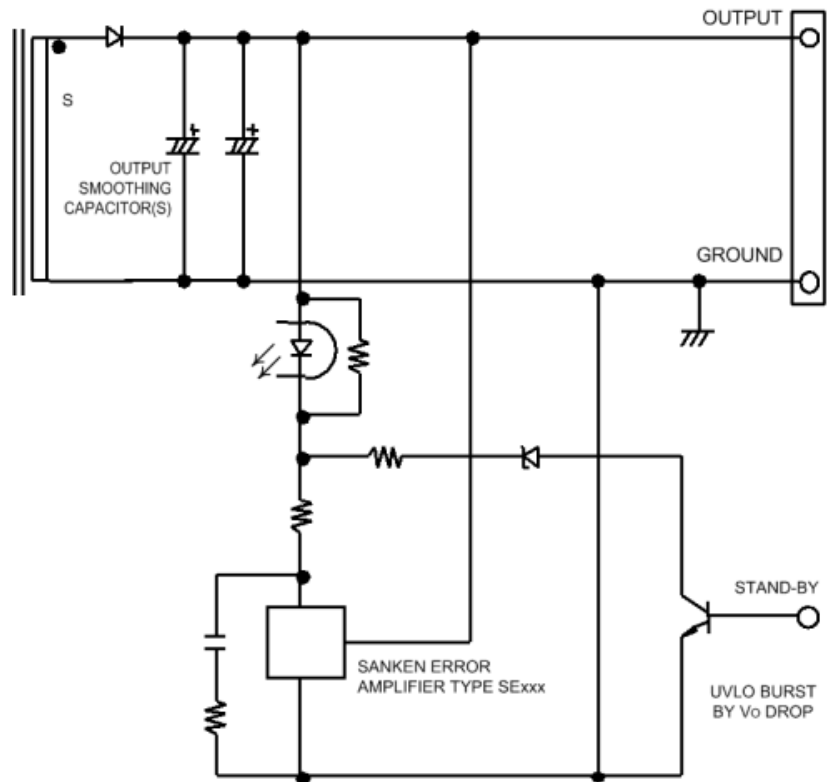 OUTPUT
S
OUTPUT
SMOOTHING
CAPACITOR(S)
GROUND
STAND-BY
SANKEN ERROR
AMPLIFIER TYPE SExxx
UVLO BURST
BY Vo DROP